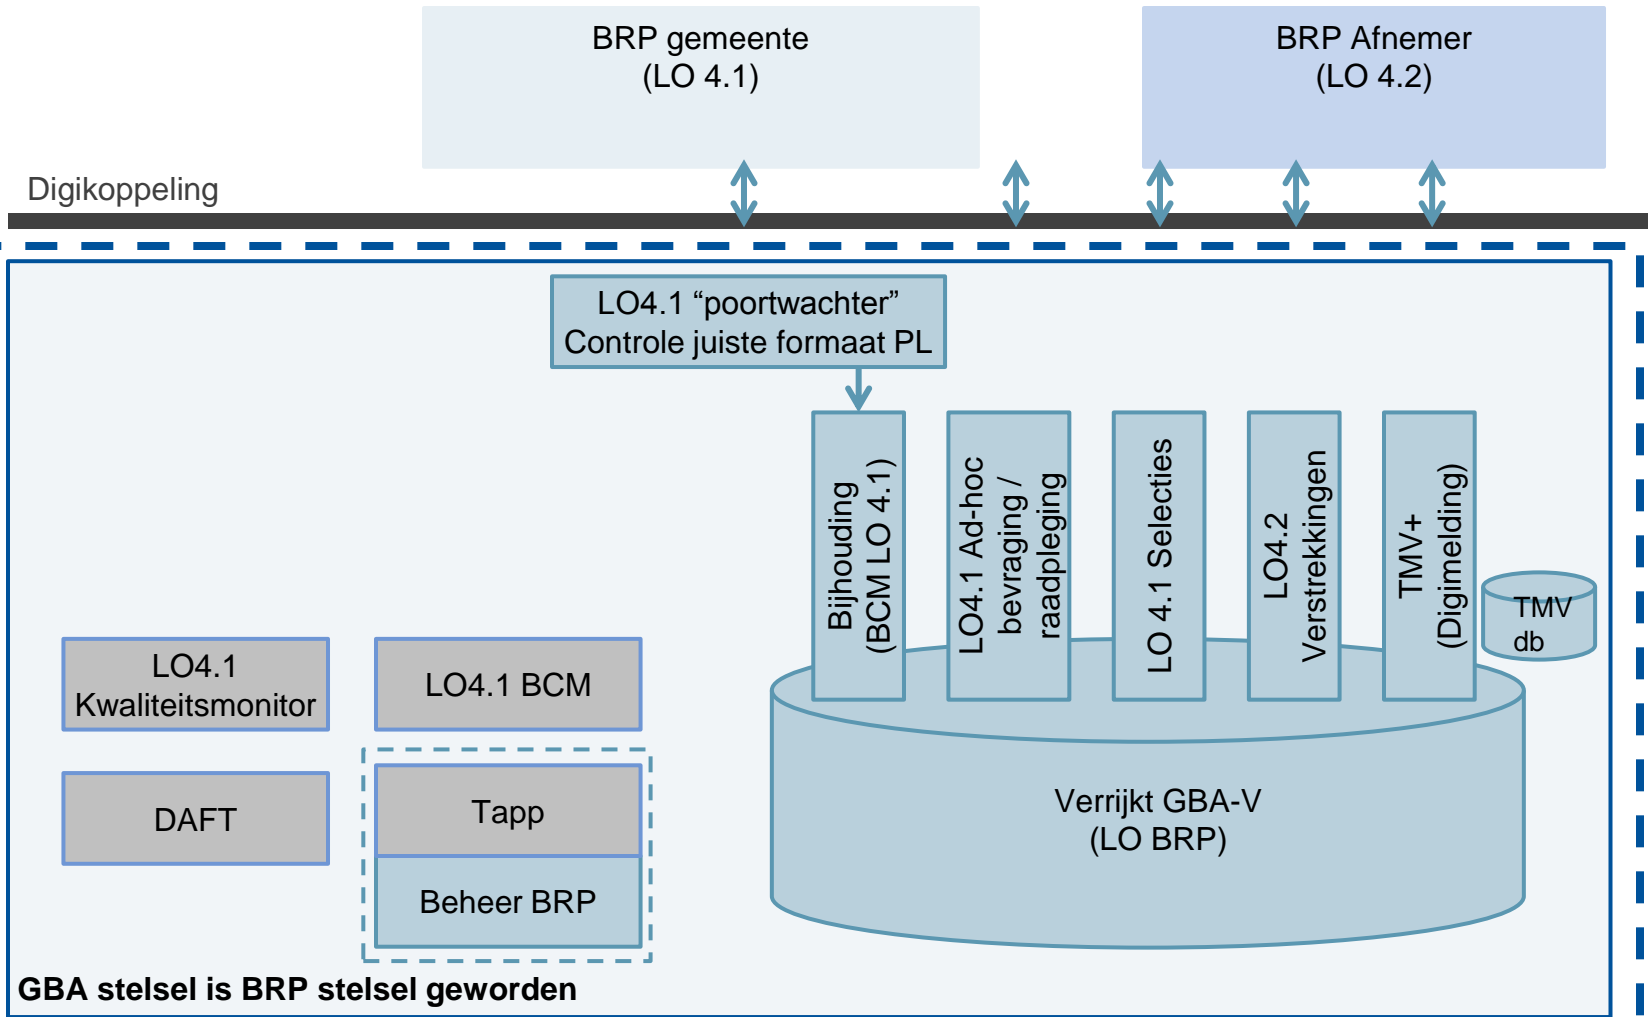 BRP gemeente
(LO 4.1)
BRP Afnemer
(LO 4.2)
Digikoppeling
LO4.1 “poortwachter”
Controle juiste formaat PL
Bijhouding
(BCM LO 4.1)
LO4.1 Ad-hoc
bevraging /
raadpleging
LO 4.1 Selecties
LO4.2
Verstrekkingen
TMV+
(Digimelding)
TMV
db
LO4.1
Kwaliteitsmonitor
LO4.1 BCM
DAFT
Tapp
Beheer BRP
Verrijkt GBA-V
(LO BRP)
GBA stelsel is BRP stelsel geworden